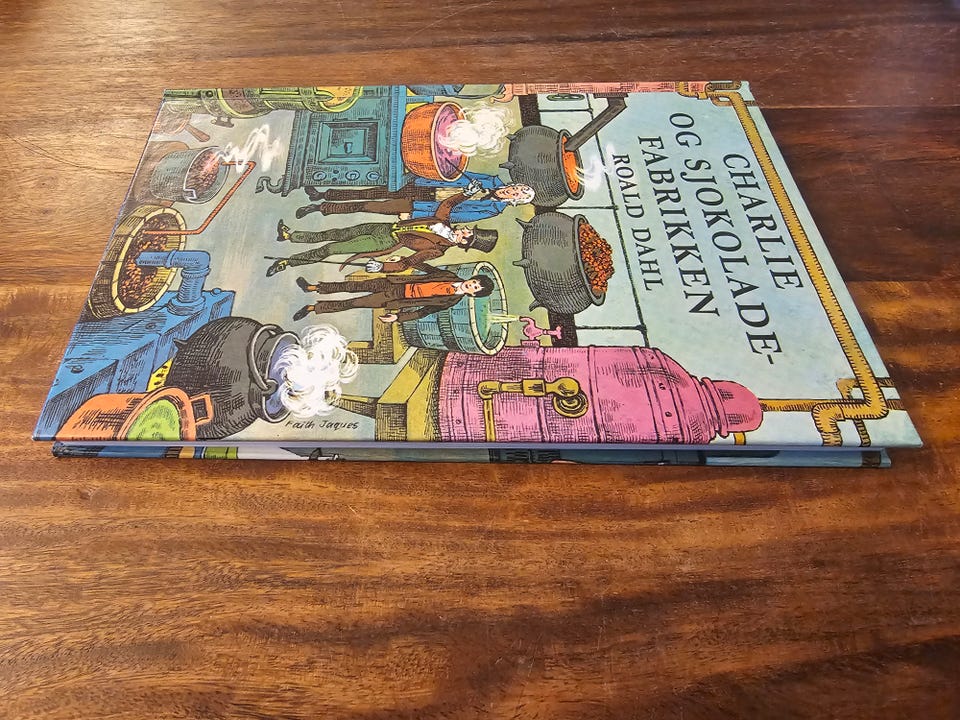 CHARLIE
OG SJOKOLADE-
FABRIKKEN
ROALD DAHL
Faith Jaques